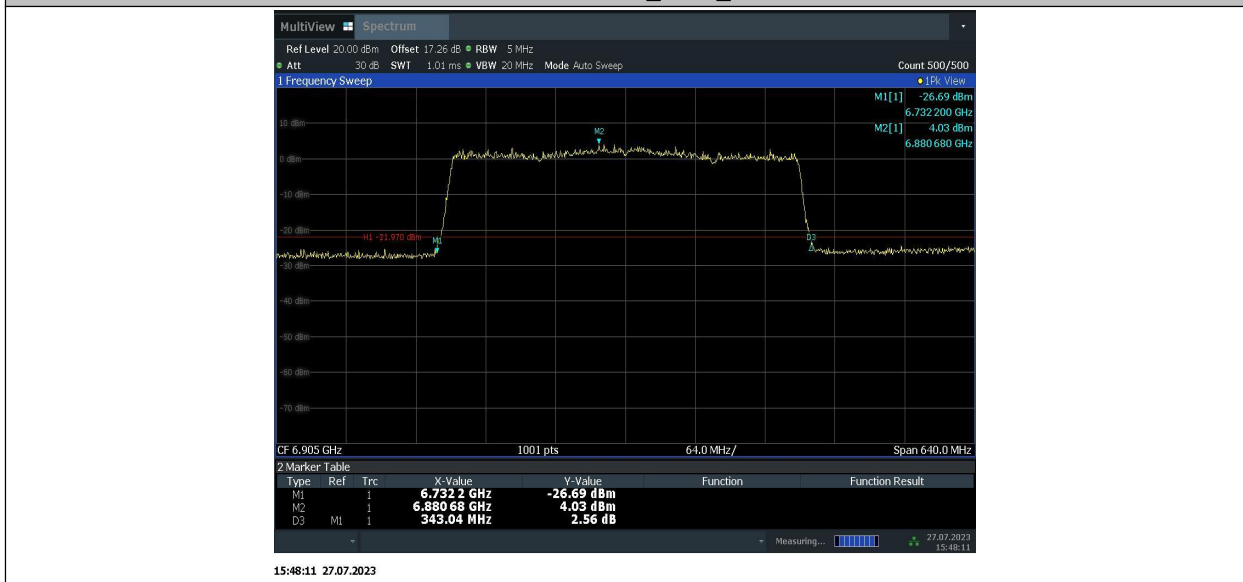 MultiView Spectrum
Ref Level 20.00 dBm Offset 17.26 dB RBW 5 MHz
Att 30 dB SWT 1.01 ms VBW 20 MHz Mode Auto Sweep Count 500/500
1 Frequency Sweep 1Pk View
M1[1] -26.69 dBm
6.732 200 GHz
M2[1] 4.03 dBm
6.880 680 GHz
10 dBm
M2
0 dBm
-10 dBm
-20 dBm
H1 -21.970 dBm M1 D3
-30 dBm
-40 dBm
-50 dBm
-60 dBm
-70 dBm
CF 6.905 GHz 1001 pts 64.0 MHz/ Span 640.0 MHz
2 Marker Table
Type Ref Trc X-Value Y-Value Function Function Result
M1 1 6.732 2 GHz -26.69 dBm
M2 1 6.880 68 GHz 4.03 dBm
D3 M1 1 343.04 MHz 2.56 dB
Measuring... 27.07.2023
15:48:11
15:48:11 27.07.2023